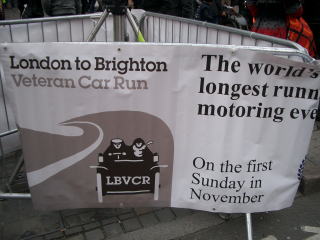 London to Brighton
Veteran Car Run
LBVCR
The world's
longest runn
motoring eve
On the first
Sunday in
November